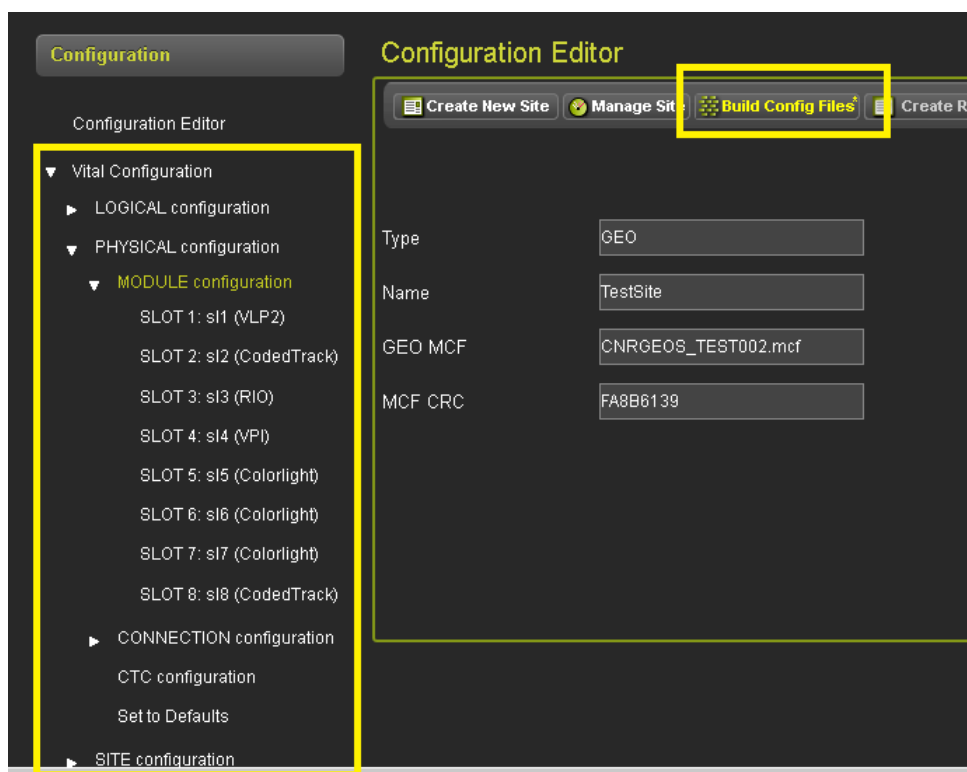 Configuration
Configuration Editor
Create New Site
Manage Sit
Build Config Files*
Create R
Configuration Editor
Vital Configuration
LOGICAL configuration
PHYSICAL configuration
MODULE configuration
SLOT 1: sl1 (VLP2)
SLOT 2: sl2 (CodedTrack)
SLOT 3: sl3 (RIO)
SLOT 4: sl4 (VPI)
SLOT 5: sl5 (Colorlight)
SLOT 6: sl6 (Colorlight)
SLOT 7: sl7 (Colorlight)
SLOT 8: sl8 (CodedTrack)
CONNECTION configuration
CTC configuration
Set to Defaults
SITE configuration
Type GEO
Name TestSite
GEO MCF CNRGEOS_TEST002.mcf
MCF CRC FA8B6139